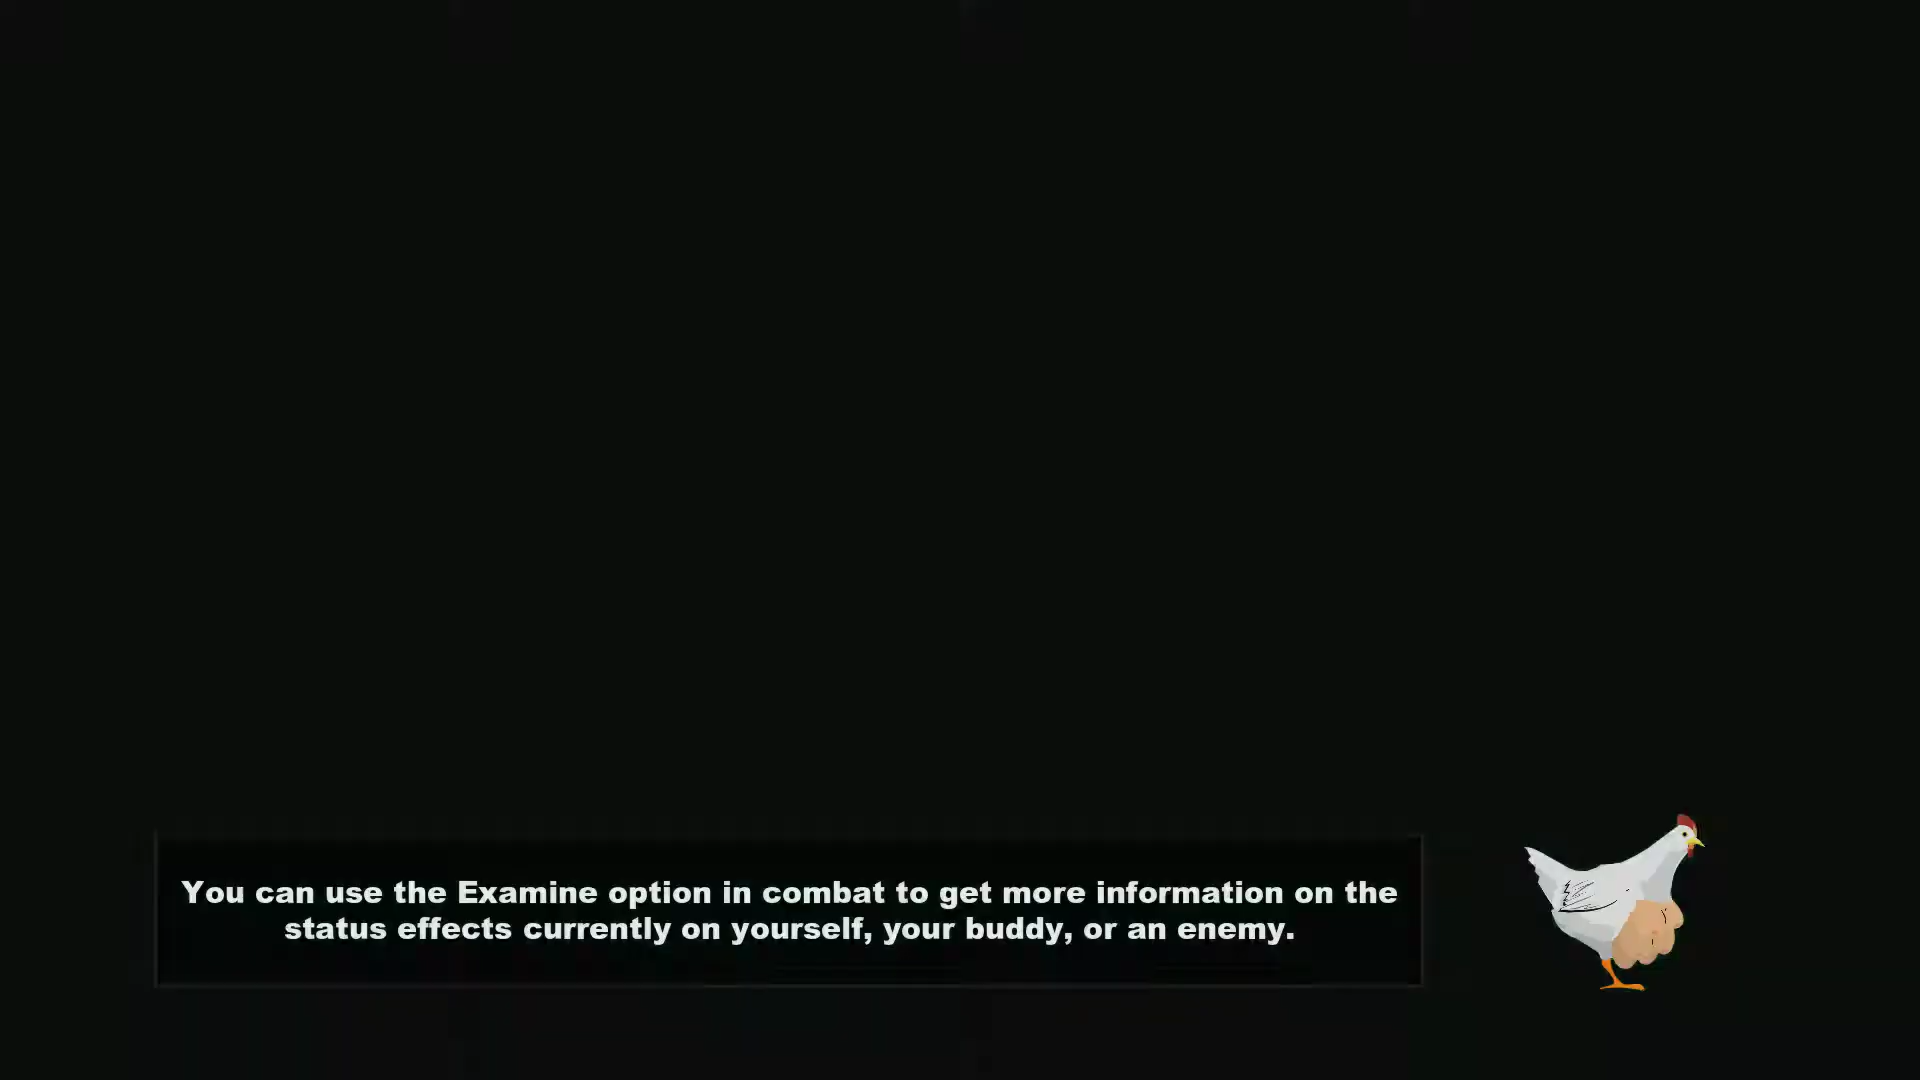 You can use the Examine option in combat to get more information on the
status effects currently on yourself, your buddy, or an enemy.